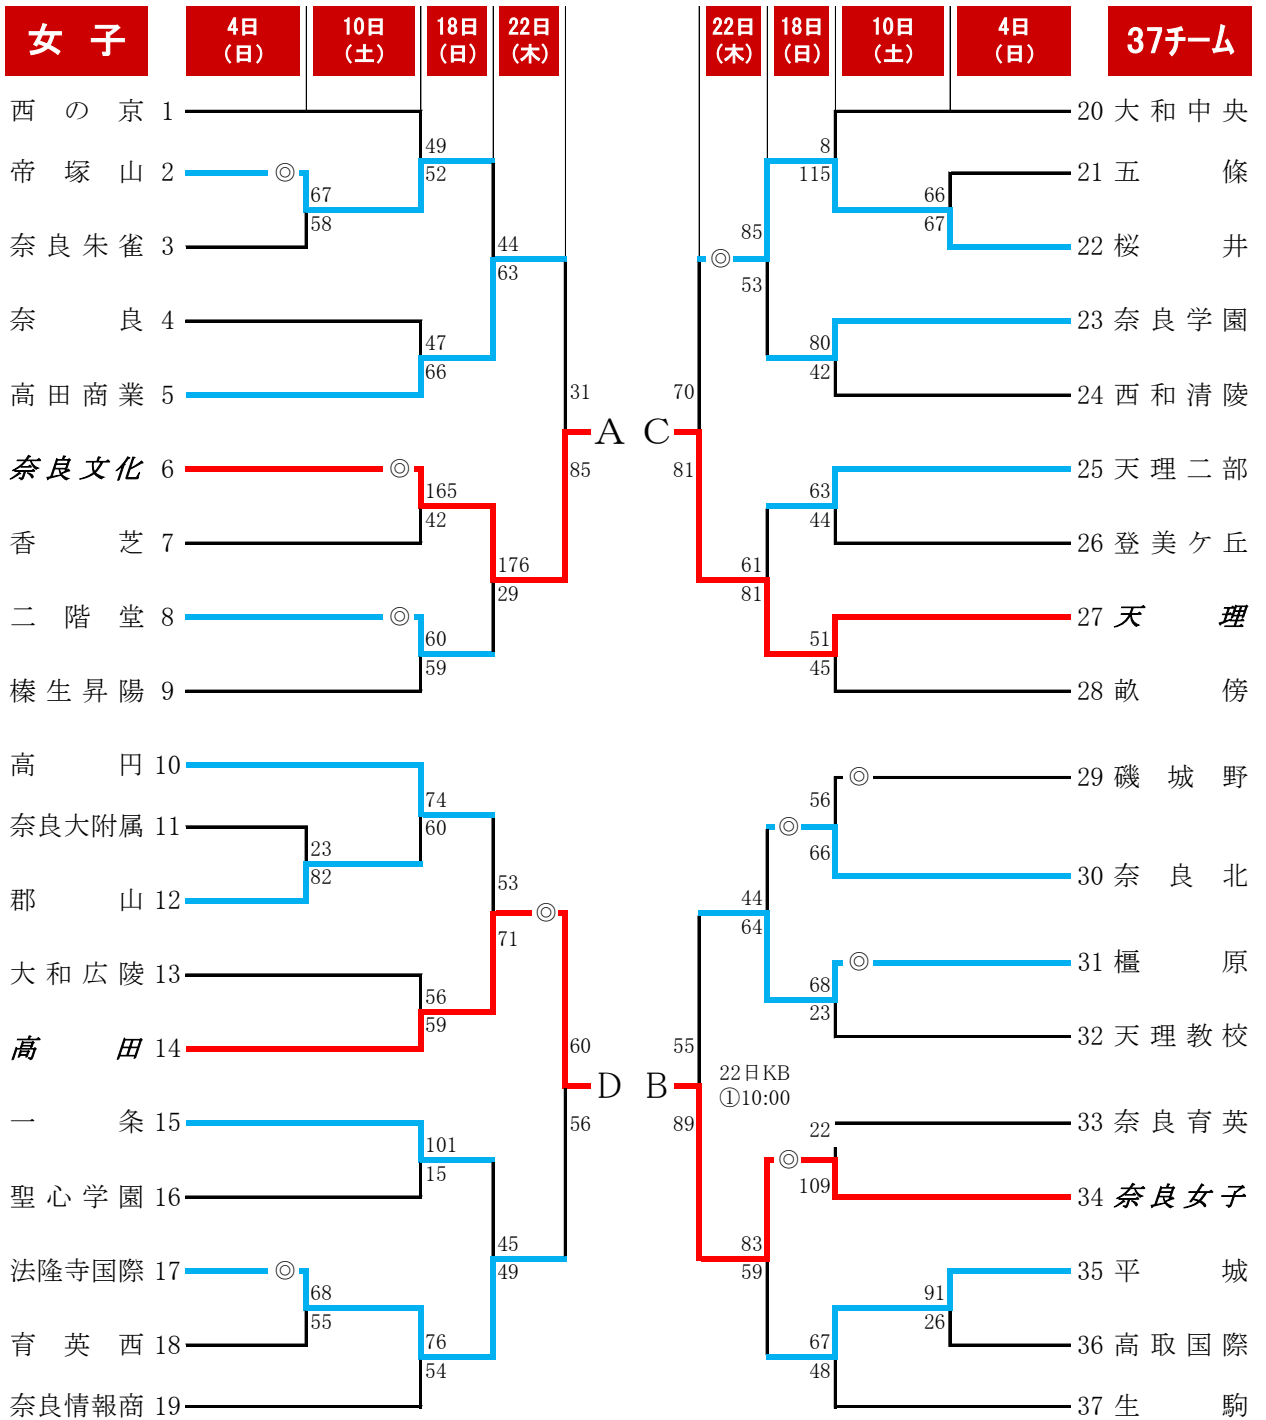 女子 4日(日) 10日(土) 18日(日) 22日(木) 22日(木) 18日(日) 10日(土) 4日(日) 37チーム
西の京 1
帝塚山 2 ◎
奈良朱雀 3
奈良 4
高田商業 5
奈良文化 6 ◎
香芝 7
二階堂 8 ◎
榛生昇陽 9
49
52
67
58
44
63
47
66
31
85
165
42
176
29
60
59
A
高円 10
奈良大附属 11
郡山 12
大和広陵 13
高田 14
一条 15
聖心学園 16
法隆寺国際 17 ◎
育英西 18
奈良情報商 19
74
60
23
82
53
◎
71
56
59
60
56
101
15
45
49
68
55
76
54
D
20 大和中央
21 五條
22 桜井
23 奈良学園
24 西和清陵
25 天理二部
26 登美ケ丘
27 天理
28 畝傍
8
115
66
67
85
◎
53
80
42
70
81
63
44
61
81
51
45
C
◎ 29 磯城野
30 奈良北
◎ 31 橿原
32 天理教校
33 奈良育英
34 奈良女子
35 平城
36 高取国際
37 生駒
56
◎
66
44
64
68
23
55
89
22日KB
①10:00
22
◎
109
83
59
91
26
67
48
B